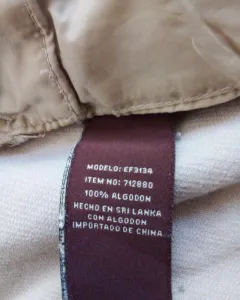 MODELO: EF3134
ITEM NO: 712880
100% ALGODON
HECHO EN SRI LANKA
CON ALGODON
IMPORTADO DE CHINA